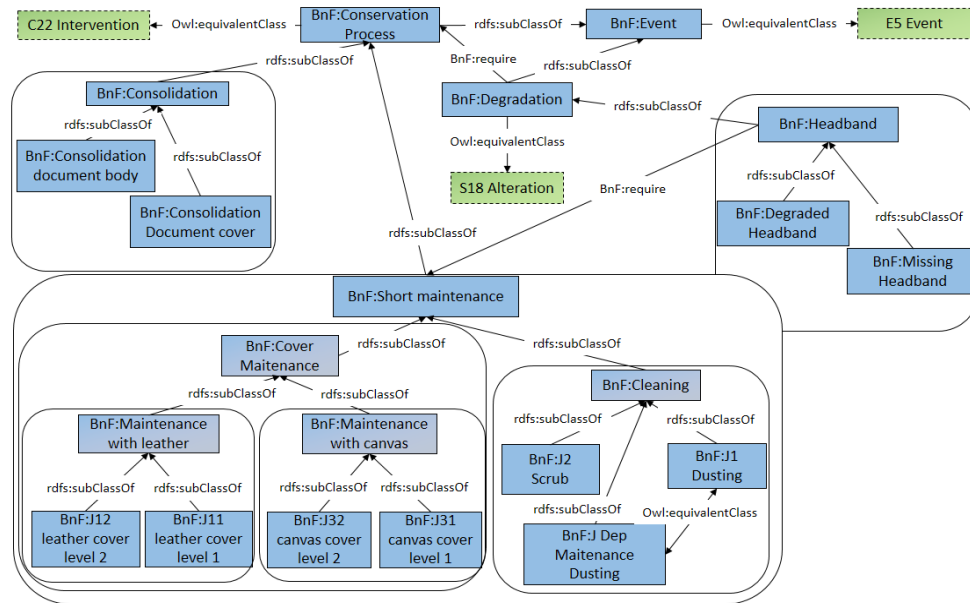 C22 Intervention
Owl:equivalentClass
BnF:Conservation
Process
rdfs:subClassOf
BnF:Event
Owl:equivalentClass
E5 Event
rdfs:subClassOf
BnF:require
rdfs:subClassOf
BnF:Consolidation
BnF:Degradation
rdfs:subClassOf
BnF:Headband
rdfs:subClassOf
Owl:equivalentClass
BnF:Consolidation
document body
rdfs:subClassOf
S18 Alteration
BnF:require
rdfs:subClassOf
BnF:Consolidation
Document cover
BnF:Degraded
Headband
rdfs:subClassOf
rdfs:subClassOf
BnF:Missing
Headband
BnF:Short maintenance
BnF:Cover
Maitenance
rdfs:subClassOf
rdfs:subClassOf
rdfs:subClassOf
rdfs:subClassOf
BnF:Cleaning
BnF:Maintenance
with leather
BnF:Maintenance
with canvas
rdfs:subClassOf
rdfs:subClassOf
BnF:J2
Scrub
BnF:J1
Dusting
rdfs:subClassOf
rdfs:subClassOf
rdfs:subClassOf
rdfs:subClassOf
rdfs:subClassOf
Owl:equivalentClass
BnF:J12
leather cover
level 2
BnF:J11
leather cover
level 1
BnF:J32
canvas cover
level 2
BnF:J31
canvas cover
level 1
BnF:J Dep
Maitenance
Dusting